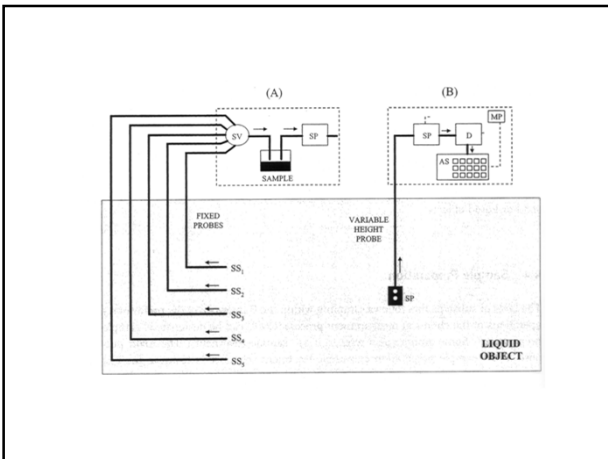 (A)
(B)
SV
SP
SAMPLE
SP
D
MP
AS
FIXED
PROBES
VARIABLE
HEIGHT
PROBE
SS₁
SS₂
SS₃
SS₄
SS₅
SP
LIQUID
OBJECT